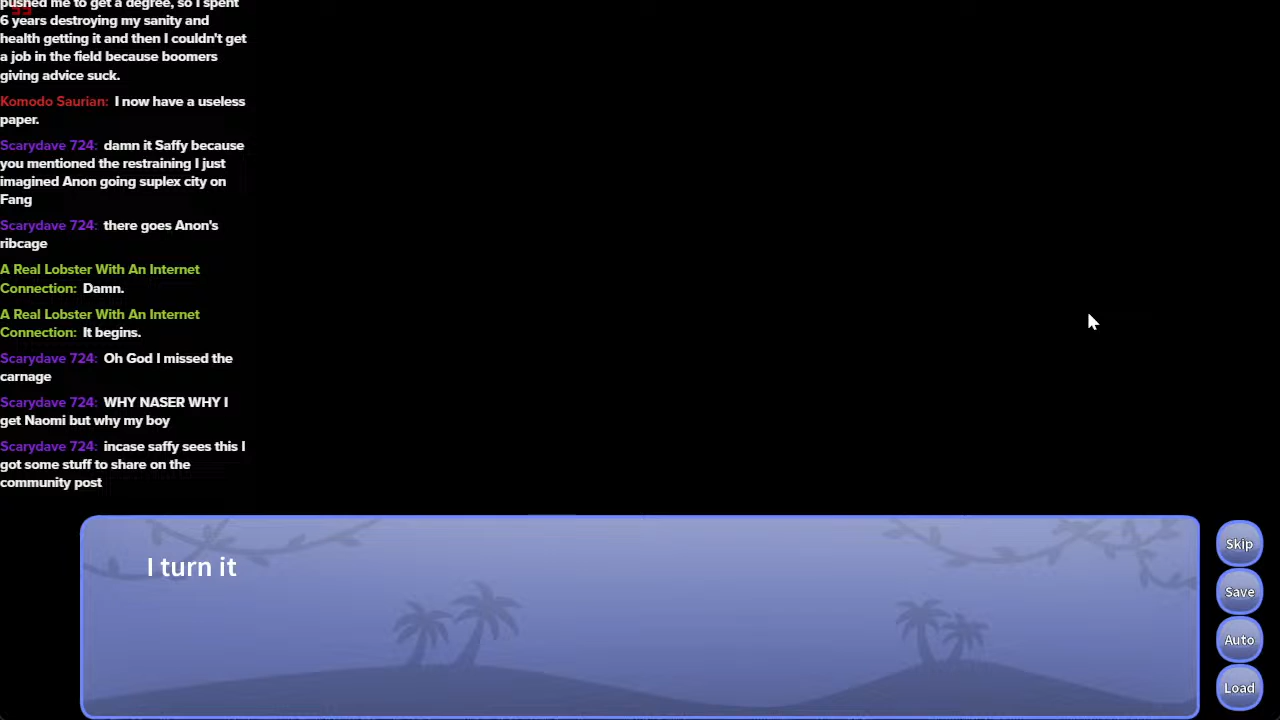 pushed me to get a degree, so I spent
6 years destroying my sanity and
health getting it and then I couldn't get
a job in the field because boomers
giving advice suck.
Komodo Saurian: I now have a useless
paper.
Scarydave 724: damn it Saffy because
you mentioned the restraining I just
imagined Anon going suplex city on
Fang
Scarydave 724: there goes Anon's
ribcage
A Real Lobster With An Internet
Connection: Damn.
A Real Lobster With An Internet
Connection: It begins.
Scarydave 724: Oh God I missed the
carnage
Scarydave 724: WHY NASER WHY I
get Naomi but why my boy
Scarydave 724: incase saffy sees this I
got some stuff to share on the
community post
I turn it
Skip
Save
Auto
Load